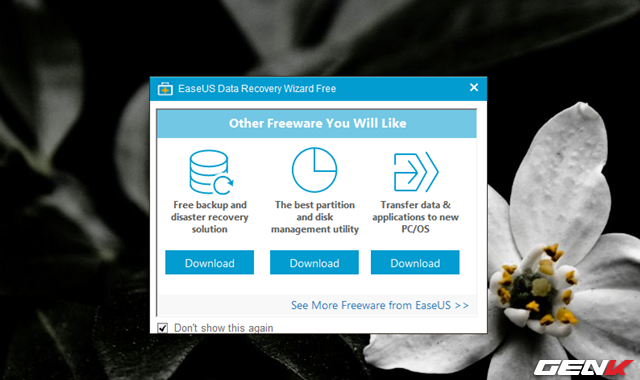 EaseUS Data Recovery Wizard Free
Other Freeware You Will Like
Free backup and
disaster recovery
solution
The best partition
and disk
management utility
Transfer data &
applications to new
PC/OS
Download
Download
Download
See More Freeware from EaseUS >>
Don't show this again
GENK